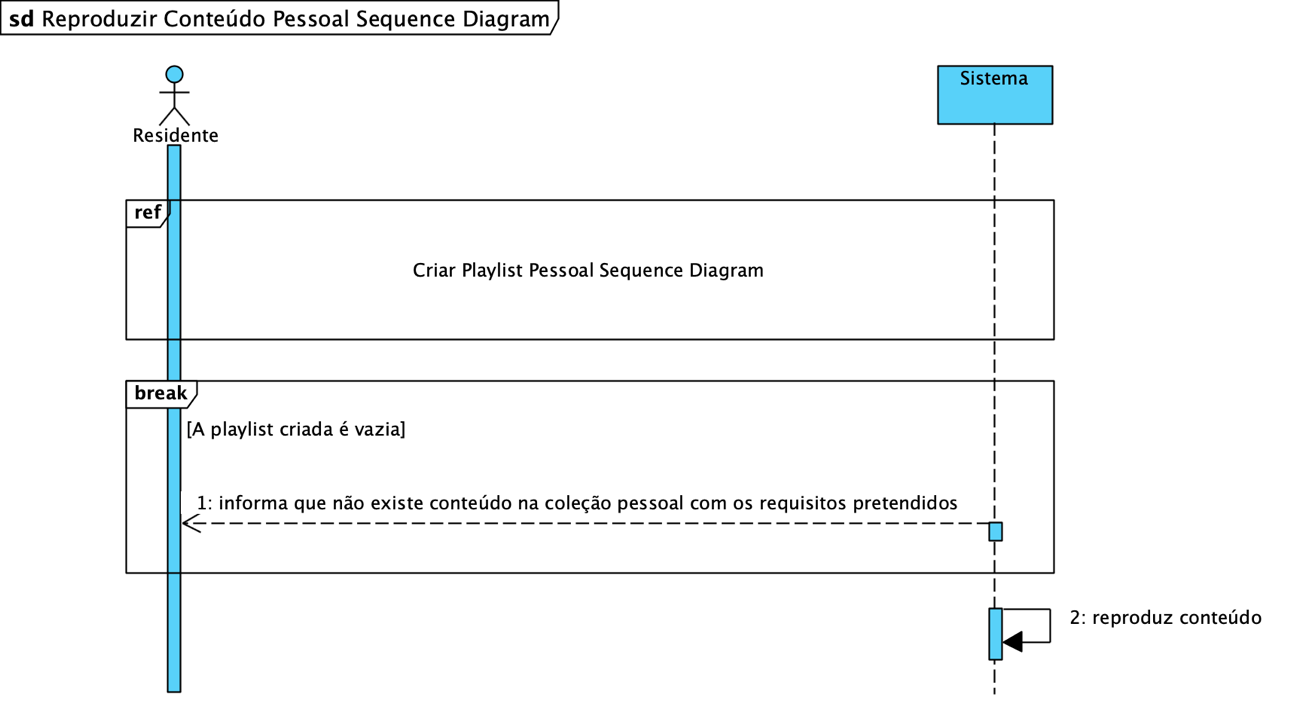 sd Reproduzir Conteúdo Pessoal Sequence Diagram
Residente
Sistema
ref
Criar Playlist Pessoal Sequence Diagram
break
[A playlist criada é vazia]
1: informa que não existe conteúdo na coleção pessoal com os requisitos pretendidos
2: reproduz conteúdo